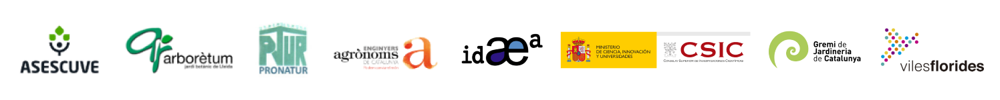 ASESCUVE
arborètum
jardí botànic de Lleida
PTUR
PRONATUR
ENGINYERS
agrònoms
DE CATALUNYA
a
idæa
MINISTERIO
DE CIENCIA, INNOVACIÓN
Y UNIVERSIDADES
CSIC
CONSEJO SUPERIOR DE INVESTIGACIONES CIENTÍFICAS
Gremi de
Jardineria
de Catalunya
vilesflorides